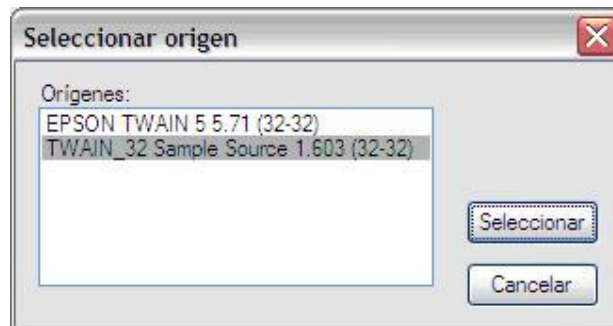 Seleccionar origen
Orígenes:
EPSON TWAIN 5 5.71 (32-32)
TWAIN_32 Sample Source 1.603 (32-32)
Seleccionar
Cancelar